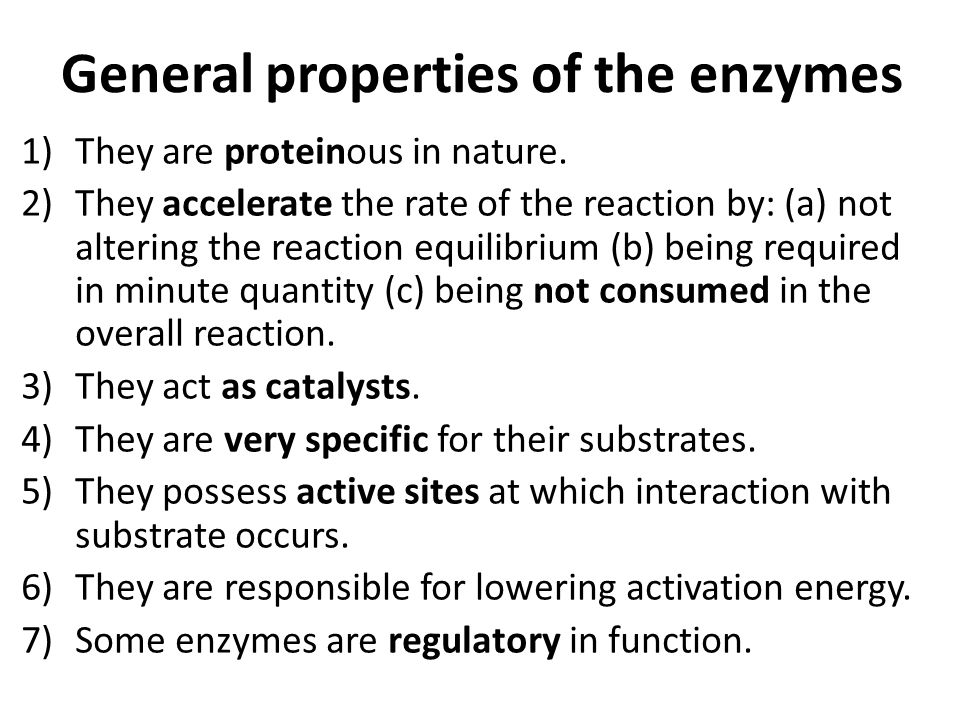 General properties of the enzymes
1) They are proteinous in nature.
2) They accelerate the rate of the reaction by: (a) not
altering the reaction equilibrium (b) being required
in minute quantity (c) being not consumed in the
overall reaction.
3) They act as catalysts.
4) They are very specific for their substrates.
5) They possess active sites at which interaction with
substrate occurs.
6) They are responsible for lowering activation energy.
7) Some enzymes are regulatory in function.